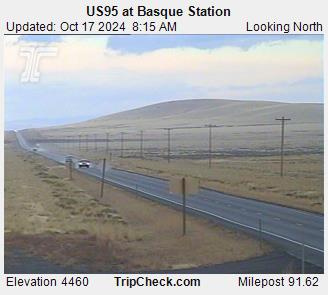 US95 at Basque Station
Updated: Oct 17 2024 8:15 AM Looking North
Elevation 4460 TripCheck.com Milepost 91.62